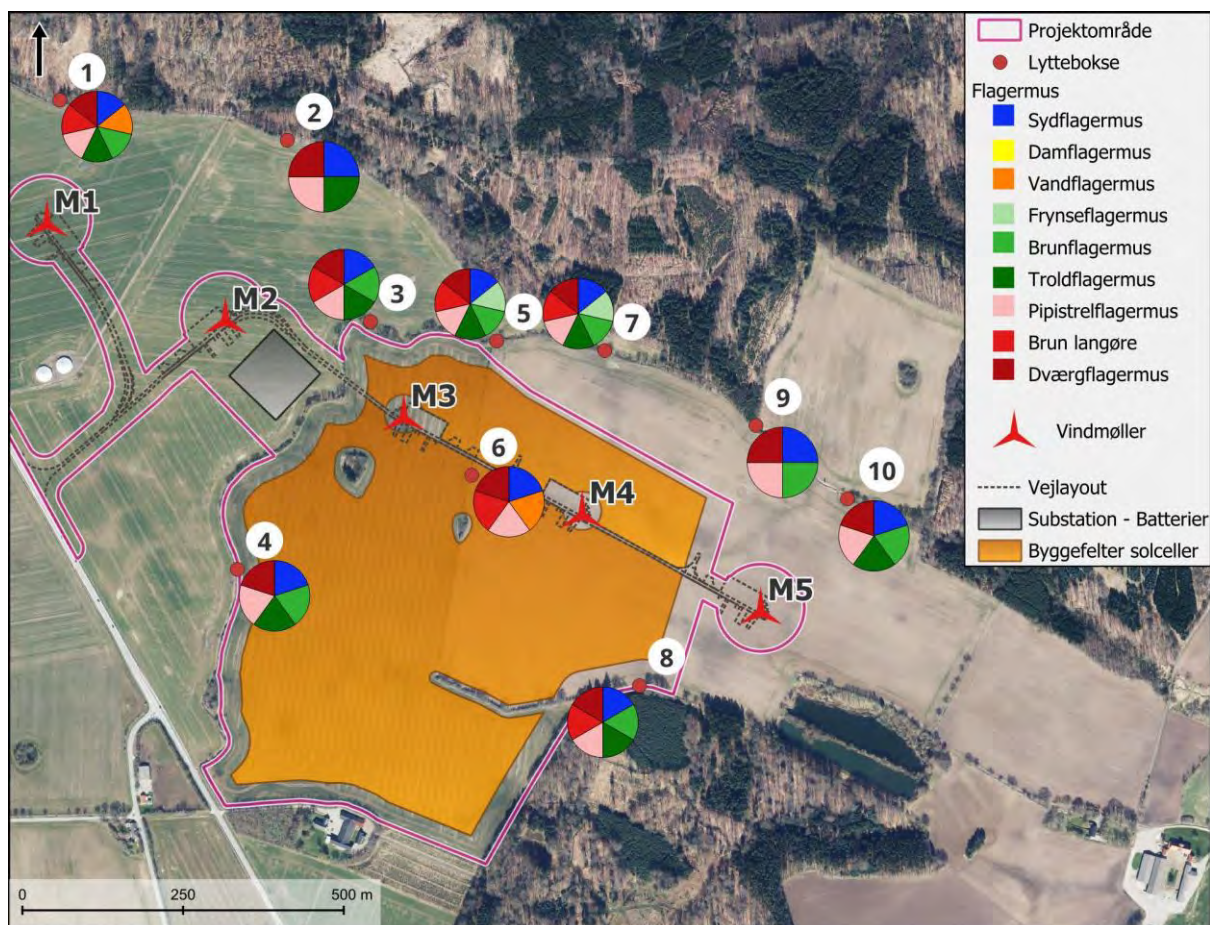 1
2
M1
M2
3
5
7
M3
6
M4
9
10
4
M5
8
0 250 500 m
Projektområde
Lyttebokse
Flagermus
Sydflagermus
Damflagermus
Vandflagermus
Frynseflagermus
Brunflagermus
Troldflagermus
Pipistrelflagermus
Brun langøre
Dværgflagermus
Vindmøller
Vejlayout
Substation - Batterier
Byggefelter solceller